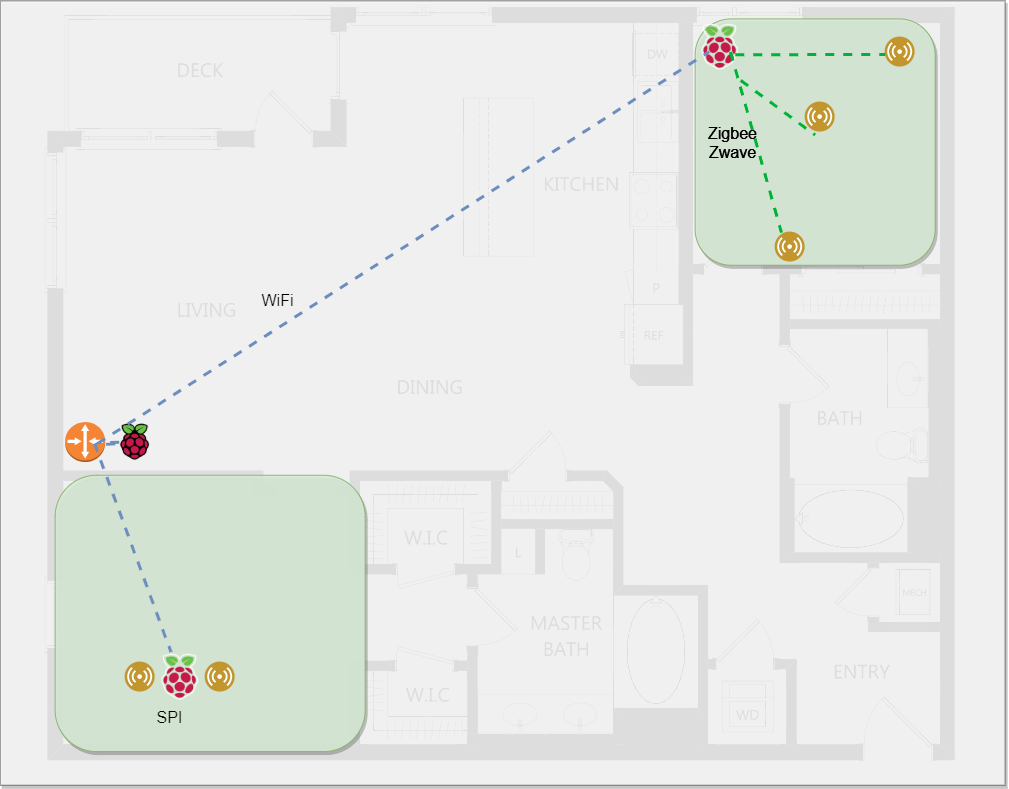 DECK
DW
Zigbee
Zwave
KITCHEN
P
WiFi
LIVING
REF
DINING
BATH
W.I.C
L
MECH
MASTER
BATH
ENTRY
W.I.C
SPI
WD